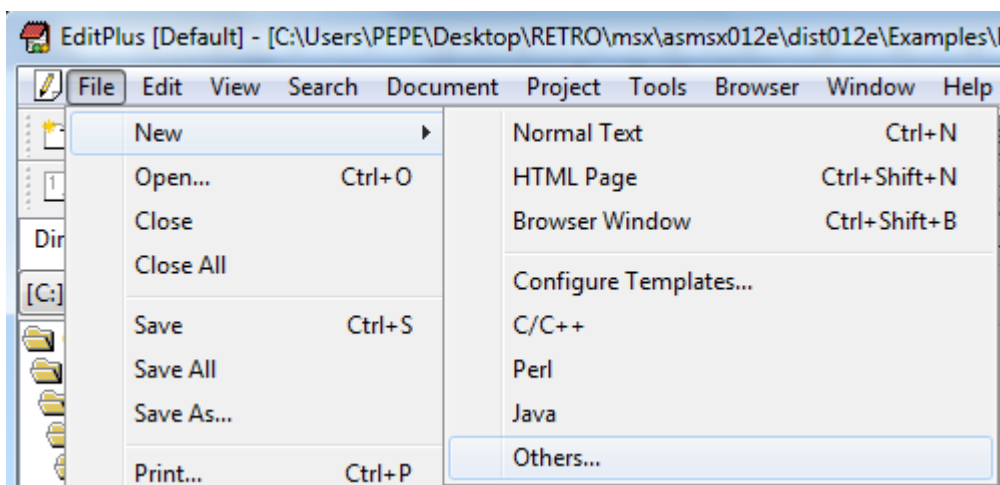 EditPlus [Default] - [C:\Users\PEPE\Desktop\RETRO\msx\asmsx012e\dist012e\Examples\
File Edit View Search Document Project Tools Browser Window Help
New
Normal Text Ctrl+N
Open... Ctrl+O
HTML Page Ctrl+Shift+N
Close
Browser Window Ctrl+Shift+B
Dir
Close All
Configure Templates...
[C:]
Save Ctrl+S
C/C++
Save All
Perl
Save As...
Java
Print... Ctrl+P
Others...